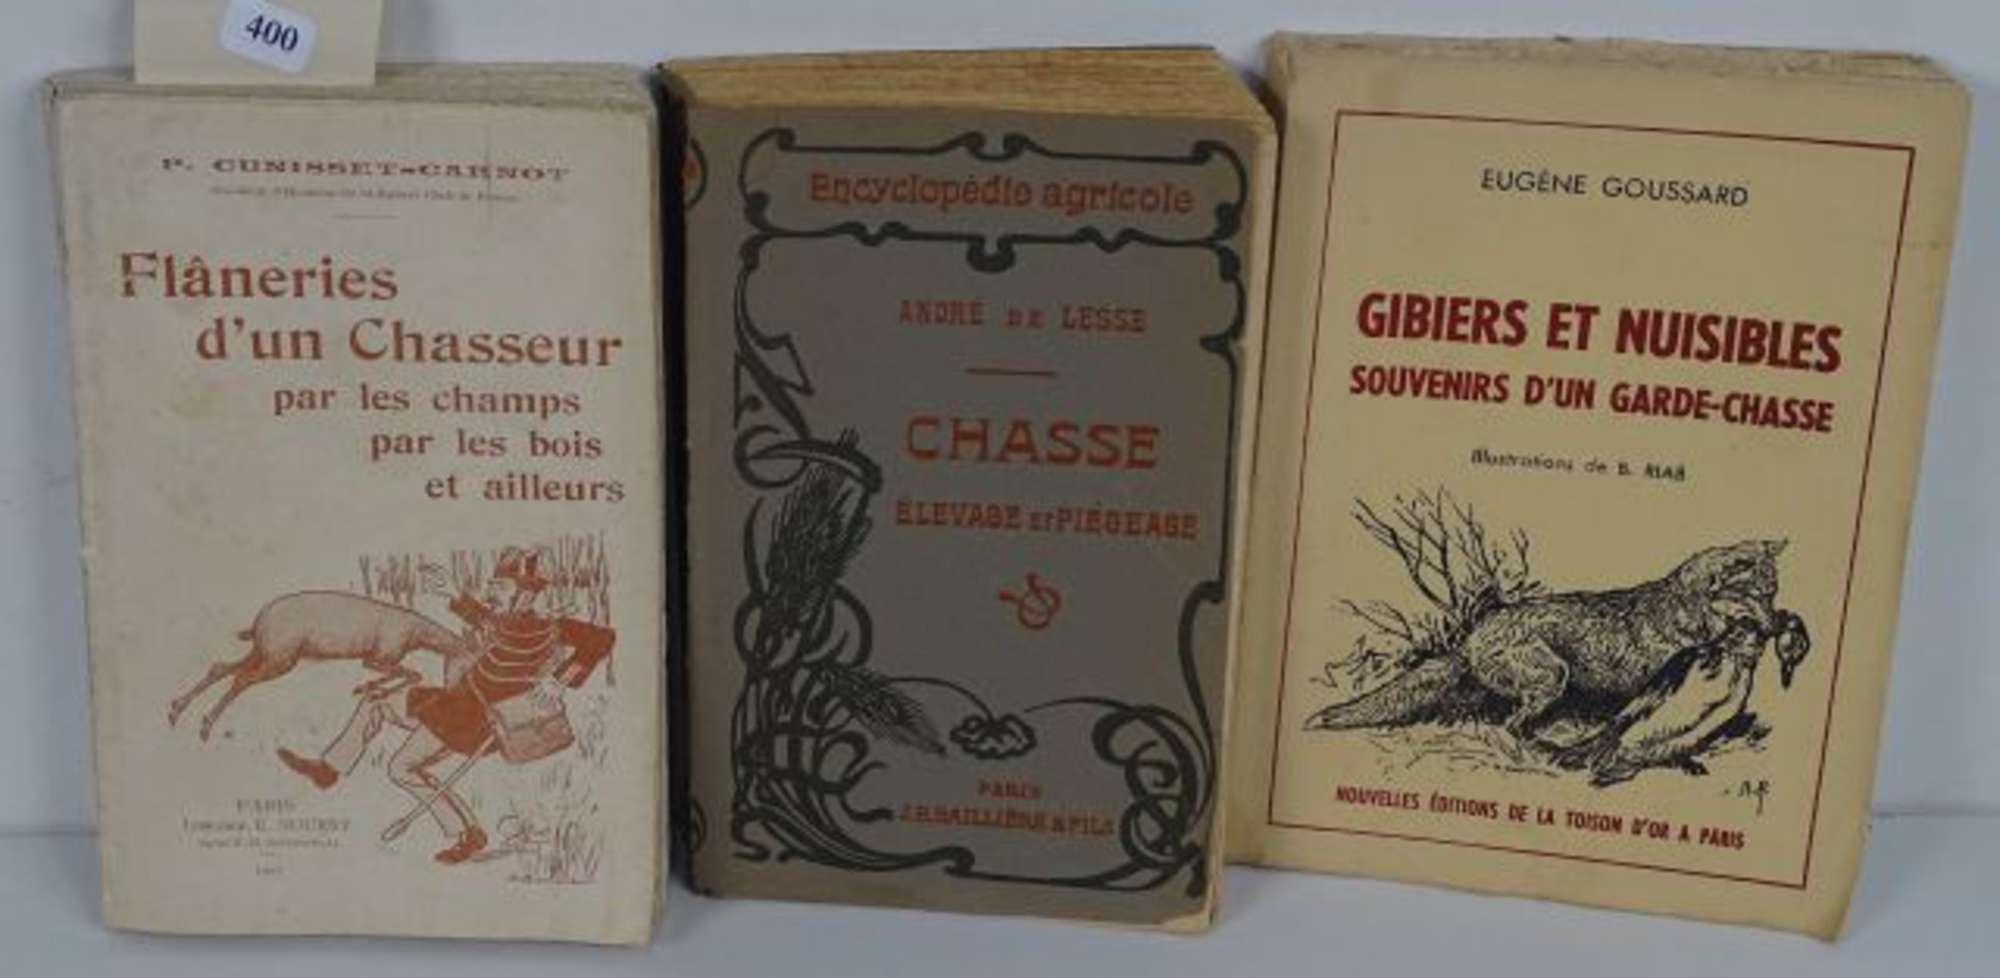 400
P. CUNISSET-CARNOT
Flâneries
d'un Chasseur
par les champs
par les bois
et ailleurs
PARIS
E. NOURRY
Encyclopédie agricole
ANDRÉ DE LESSE
CHASSE
ÉLEVAGE ET PIÉGEAGE
PARIS
J.B. BAILLIÈRE & FILS
EUGÈNE GOUSSARD
GIBIERS ET NUISIBLES
SOUVENIRS D'UN GARDE-CHASSE
Illustrations de B. RIAB
NOUVELLES ÉDITIONS DE LA TOISON D'OR A PARIS